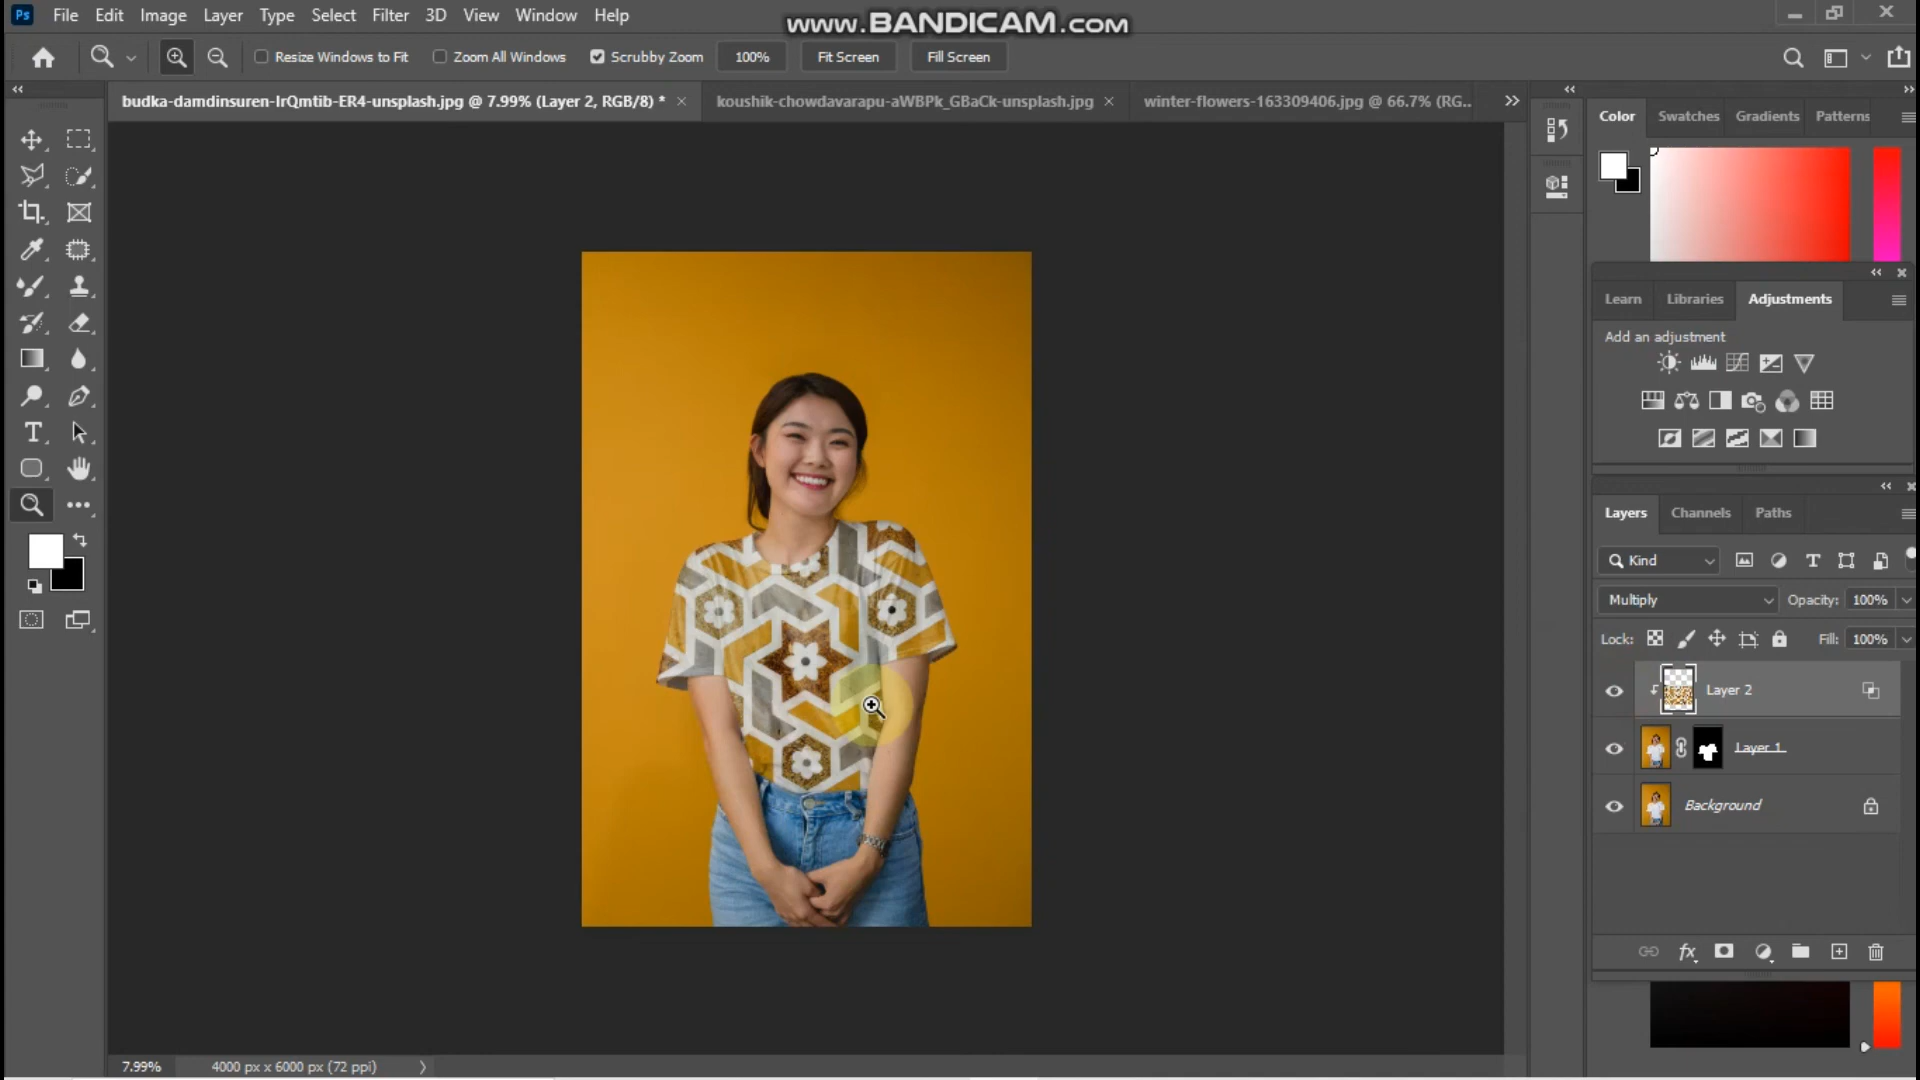 Ps File Edit Image Layer Type Select Filter 3D View Window Help
www.BANDICAM.com
Resize Windows to Fit Zoom All Windows Scrubby Zoom 100% Fit Screen Fill Screen
budka-damdinsuren-IrQmtib-ER4-unsplash.jpg @ 7.99% (Layer 2, RGB/8) *
koushik-chowdavarapu-aWBPk_GBaCk-unsplash.jpg
winter-flowers-163309406.jpg @ 66.7% (RG...
Color Swatches Gradients Patterns
Learn Libraries Adjustments
Add an adjustment
Layers Channels Paths
Kind
Multiply Opacity: 100%
Lock: Fill: 100%
Layer 2
Layer 1
Background
fx
7.99% 4000 px x 6000 px (72 ppi)